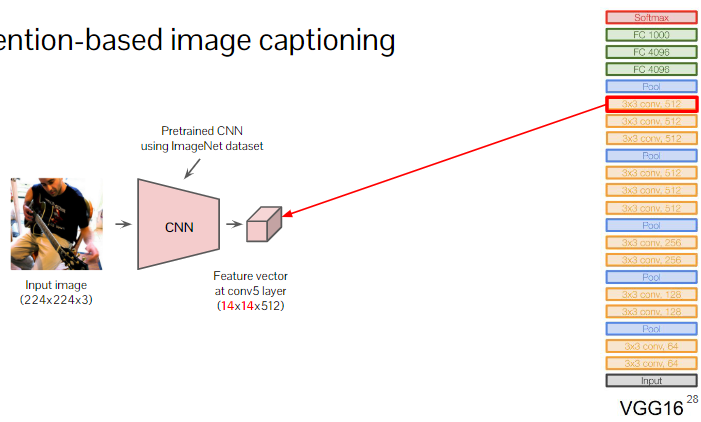 ention-based image captioning
Pretrained CNN
using ImageNet dataset
CNN
Input image
(224x224x3)
Feature vector
at conv5 layer
(14x14x512)
Softmax
FC 1000
FC 4096
FC 4096
Pool
3x3 conv, 512
3x3 conv, 512
3x3 conv, 512
Pool
3x3 conv, 512
3x3 conv, 512
3x3 conv, 512
Pool
3x3 conv, 256
3x3 conv, 256
Pool
3x3 conv, 128
3x3 conv, 128
Pool
3x3 conv, 64
3x3 conv, 64
Input
VGG16
28